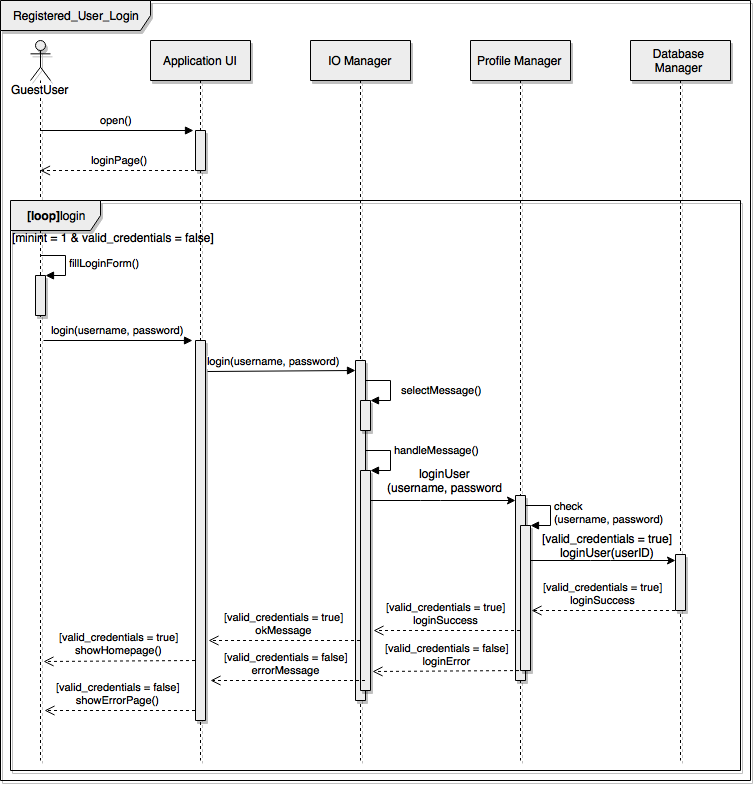 Registered_User_Login
GuestUser
Application UI
IO Manager
Profile Manager
Database
Manager
open()
loginPage()
[loop]login
[minint = 1 & valid_credentials = false]
fillLoginForm()
login(username, password)
login(username, password)
selectMessage()
handleMessage()
loginUser
(username, password
check
(username, password)
[valid_credentials = true]
loginUser(userID)
[valid_credentials = true]
loginSuccess
[valid_credentials = true]
loginSuccess
[valid_credentials = true]
okMessage
[valid_credentials = true]
showHomepage()
[valid_credentials = false]
loginError
[valid_credentials = false]
errorMessage
[valid_credentials = false]
showErrorPage()